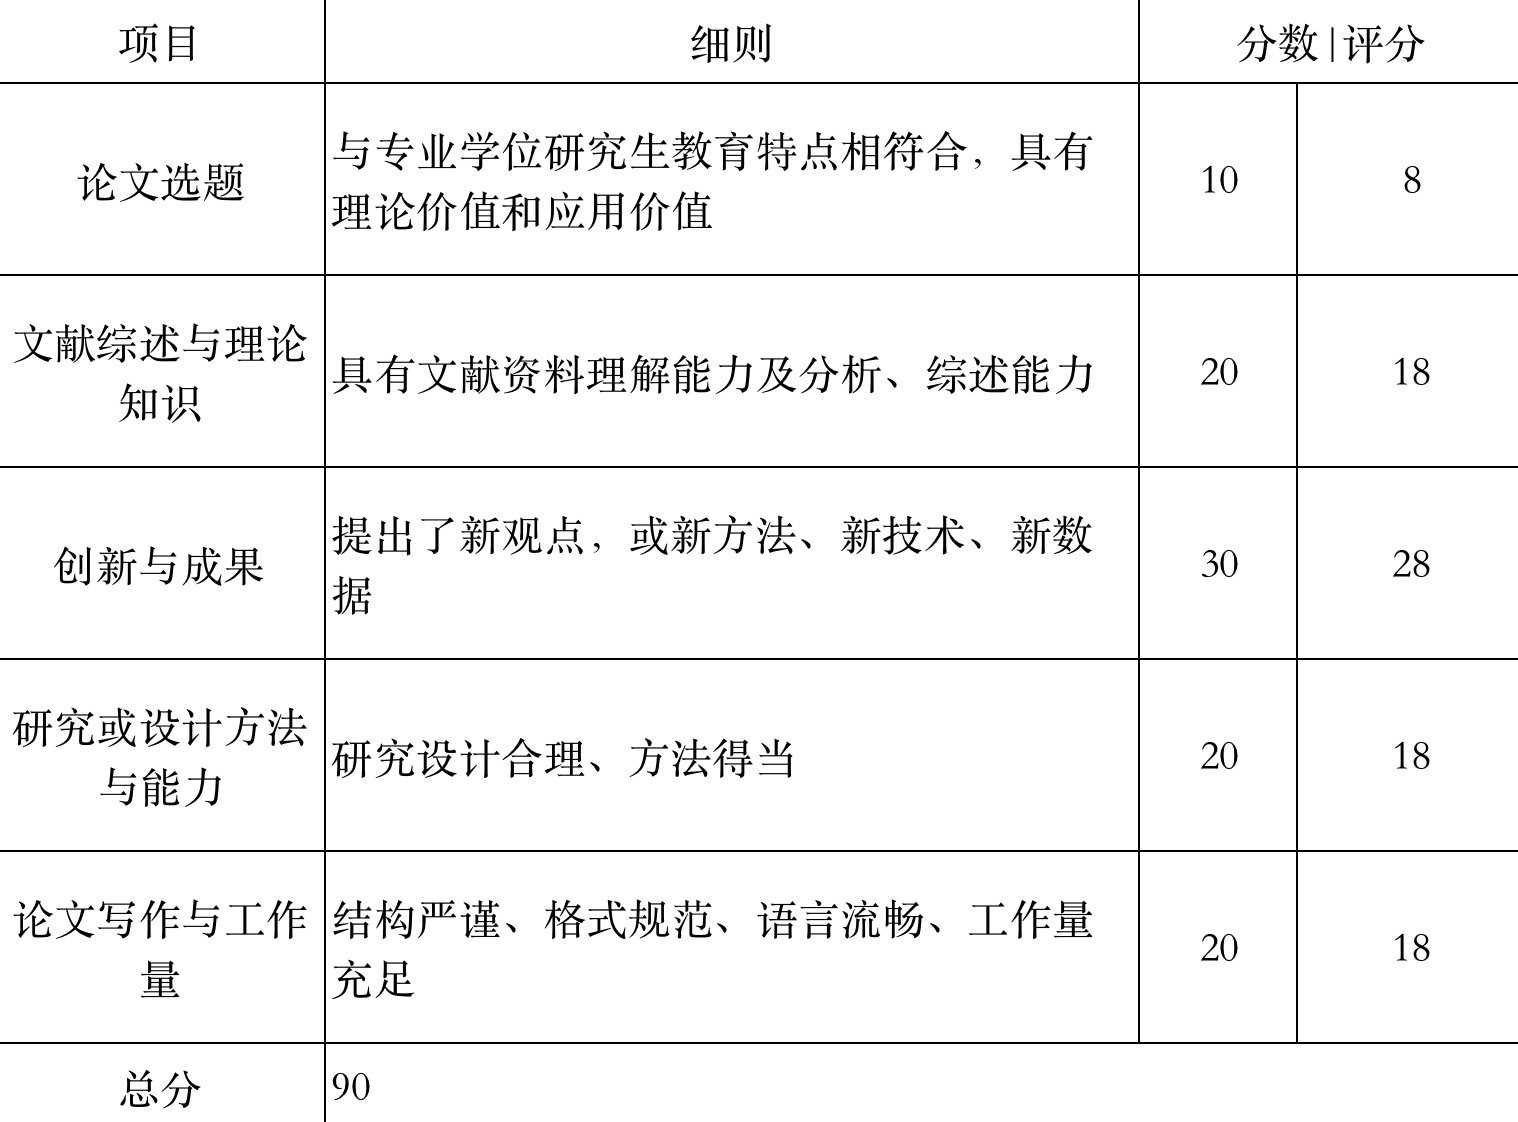 项目 细则 分数|评分
论文选题
与专业学位研究生教育特点相符合，具有
理论价值和应用价值
10 8
文献综述与理论
知识
具有文献资料理解能力及分析、综述能力
20 18
创新与成果
提出了新观点，或新方法、新技术、新数
据
30 28
研究或设计方法
与能力
研究设计合理、方法得当
20 18
论文写作与工作
量
结构严谨、格式规范、语言流畅、工作量
充足
20 18
总分 90